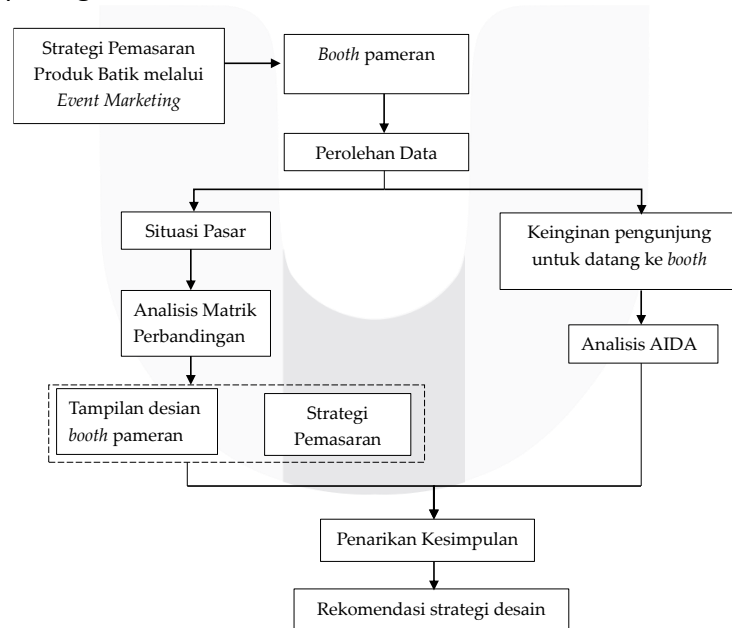 Strategi Pemasaran
Produk Batik melalui
Event Marketing
Booth pameran
Perolehan Data
Situasi Pasar
Keinginan pengunjung
untuk datang ke booth
Analisis Matrik
Perbandingan
Analisis AIDA
Tampilan desian
booth pameran
Strategi
Pemasaran
Penarikan Kesimpulan
Rekomendasi strategi desain